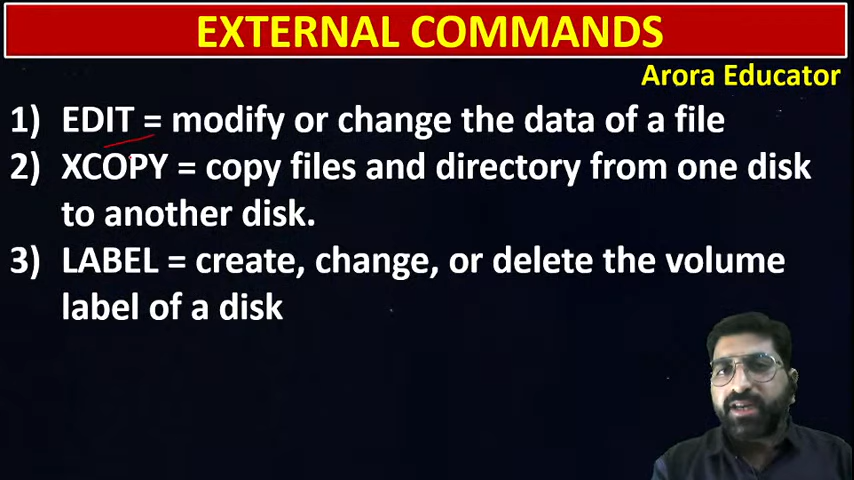 EXTERNAL COMMANDS
Arora Educator
1) EDIT = modify or change the data of a file
2) XCOPY = copy files and directory from one disk
to another disk.
3) LABEL = create, change, or delete the volume
label of a disk